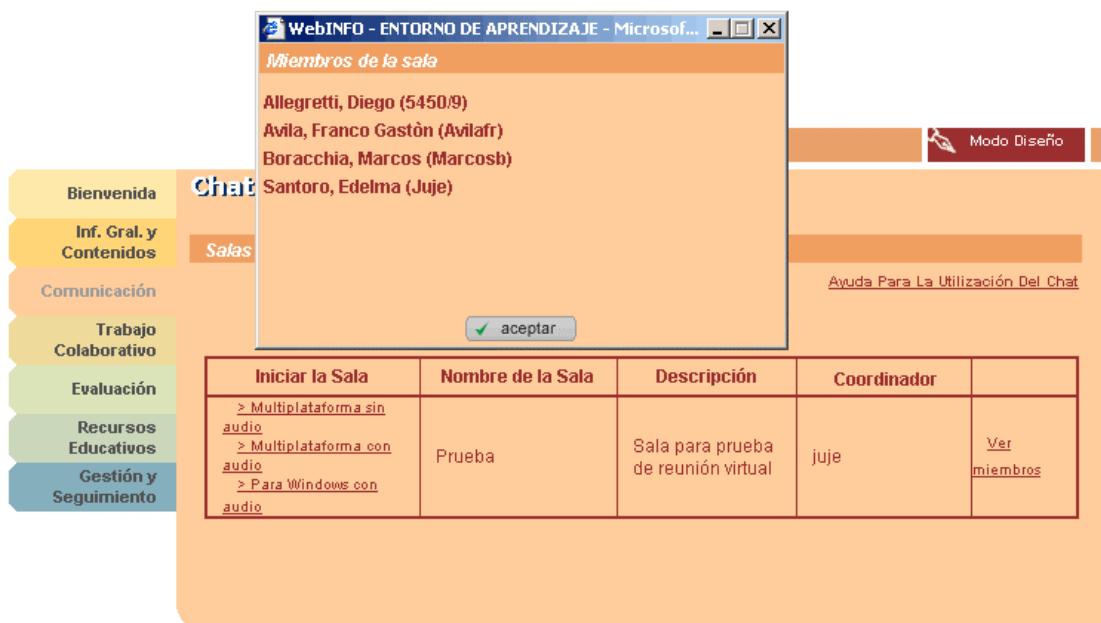 WebINFO - ENTORNO DE APRENDIZAJE - Microsof...
Miembros de la sala
Allegretti, Diego (5450/9)
Avila, Franco Gastòn (Avilafr)
Boracchia, Marcos (Marcosb)
Santoro, Edelma (Juje)
aceptar
Modo Diseño
Bienvenida
Inf. Gral. y
Contenidos
Comunicación
Trabajo
Colaborativo
Evaluación
Recursos
Educativos
Gestión y
Seguimiento
Chat
Salas
Ayuda Para La Utilización Del Chat
Iniciar la Sala
Nombre de la Sala
Descripción
Coordinador
> Multiplataforma sin
audio
> Multiplataforma con
audio
> Para Windows con
audio
Prueba
Sala para prueba
de reunión virtual
juje
Ver
miembros